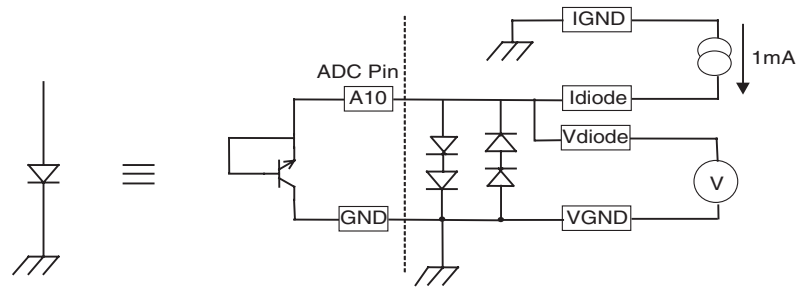 IGND
1mA
ADC Pin
A10
Idiode
Vdiode
V
GND
VGND